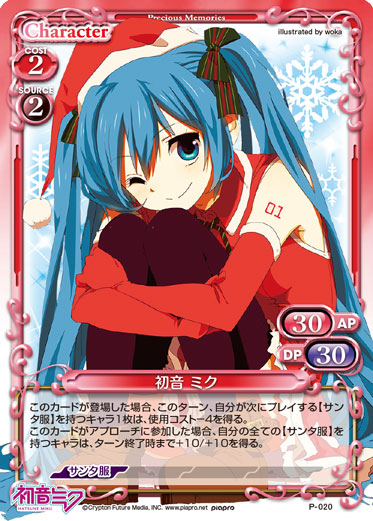 Precious Memories
Character
illustrated by woka
COST
2
SOURCE
2
01
30 AP
DP 30
初音 ミク
このカードが登場した場合、このターン、自分が次にプレイする【サン
タ服】を持つキャラ1枚は、使用コスト－4を得る。
このカードがアプローチに参加した場合、自分の全ての【サンタ服】を
持つキャラは、ターン終了時まで＋10/＋10を得る。
サンタ服
初音ミク
HATSUNE MIKU
©Crypton Future Media, INC. www.piapro.net piapro
P-020